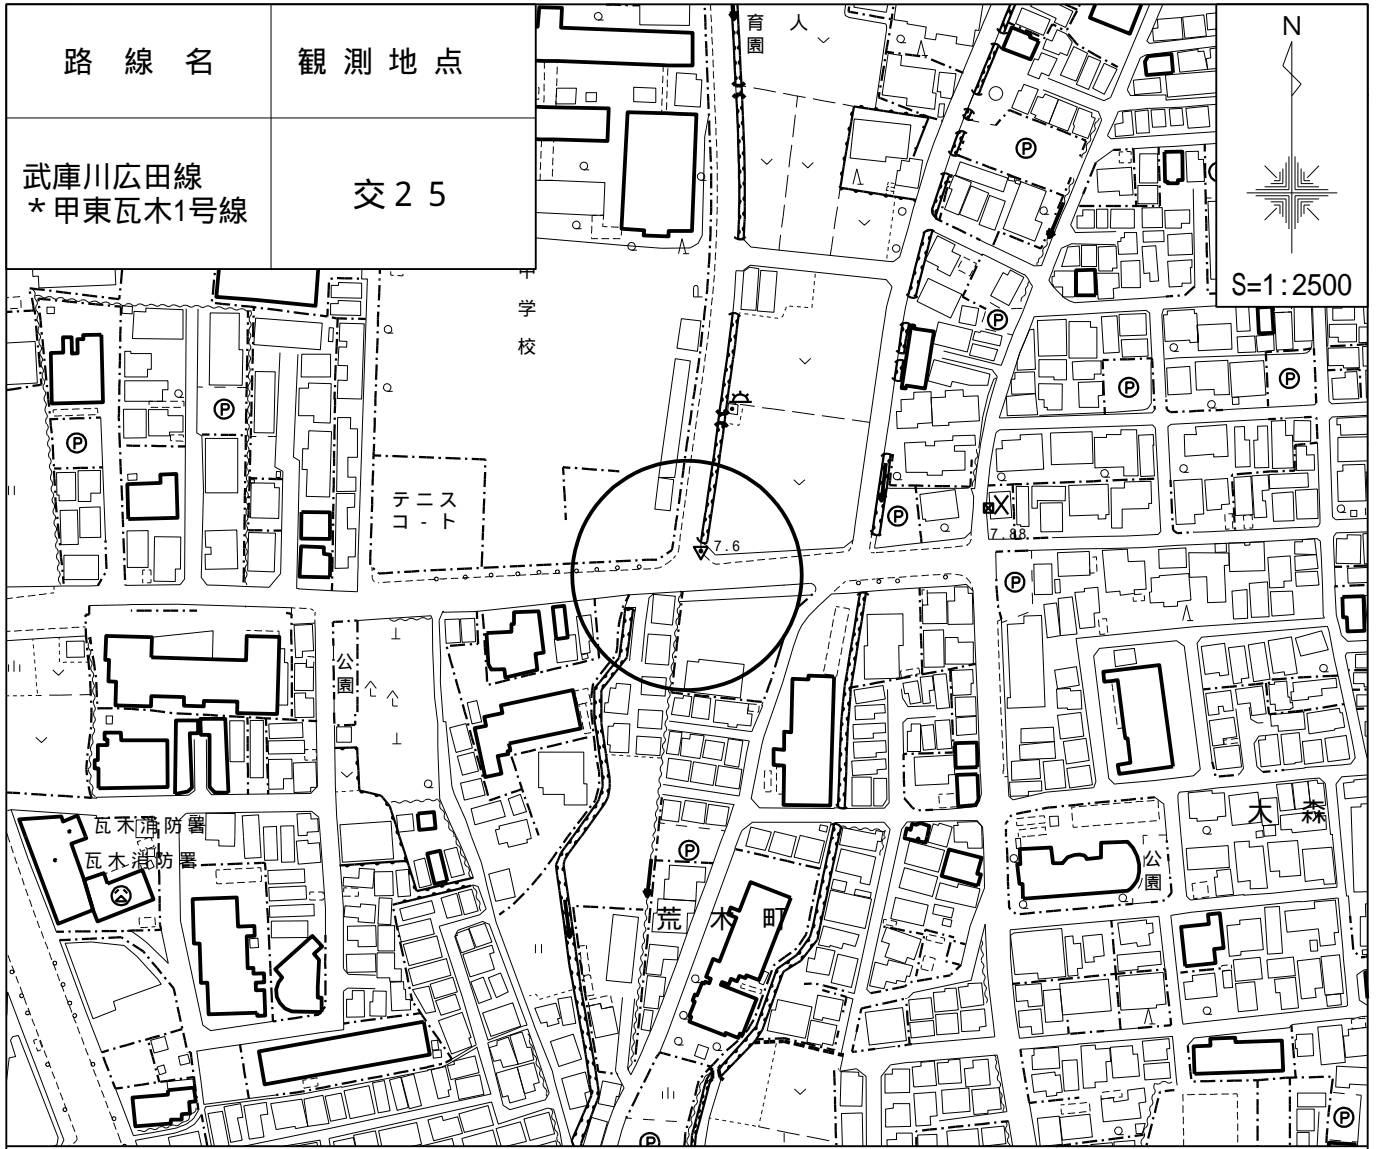 路線名
観測地点
武庫川広田線
*甲東瓦木1号線
交25
N
S=1:2500
育
園
人
中
学
校
テニス
コ-ト
7.6
7.88
公
園
瓦木消防署
瓦木消防署
荒木町
大森
公
園
P
P
P
P
P
P
P
P
P
P
P